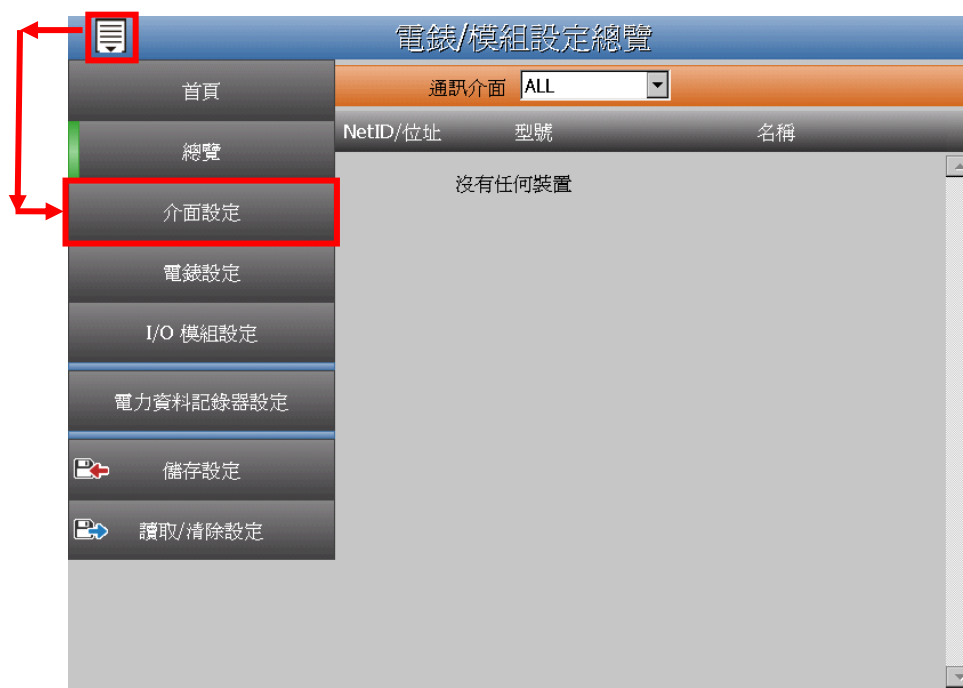 電錶/模組設定總覽
首頁
通訊介面 ALL
NetID/位址 型號 名稱
總覽
沒有任何裝置
介面設定
電錶設定
I/O 模組設定
電力資料記錄器設定
儲存設定
讀取/清除設定